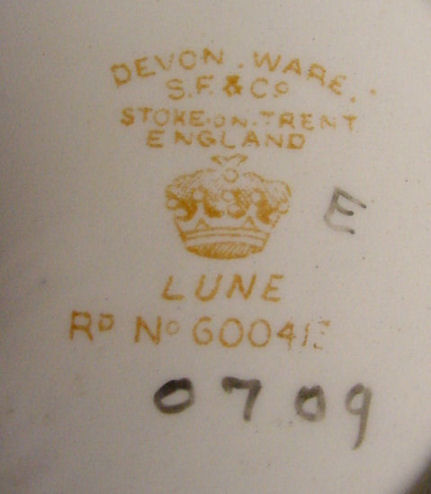 DEVON. WARE.
S.F. & Co
STOKE-ON-TRENT
ENGLAND
E
LUNE
RD No
0709